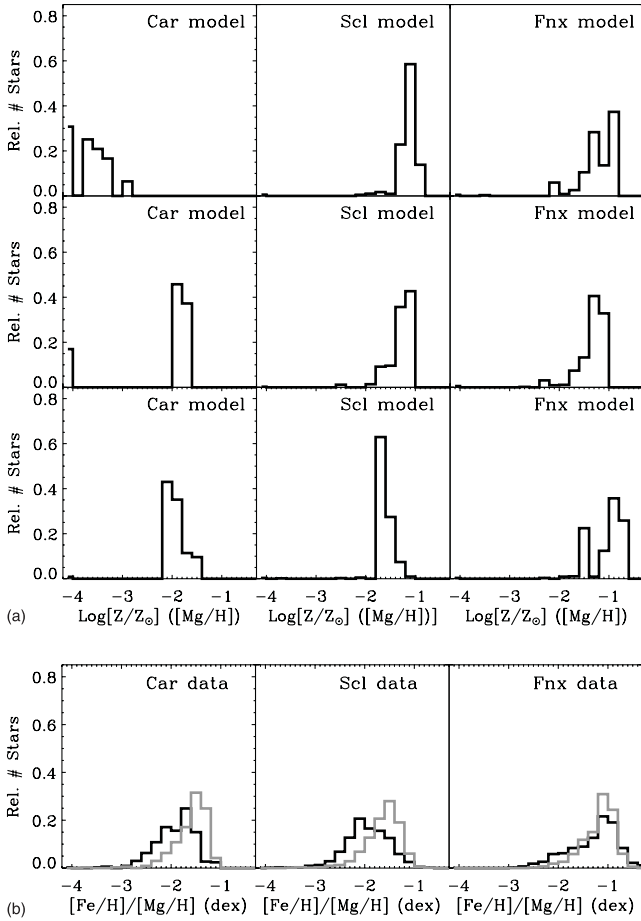 Car model Scl model Fnx model
Rel. # Stars
0.8
0.6
0.4
0.2
0.0
Car model Scl model Fnx model
Rel. # Stars
0.8
0.6
0.4
0.2
0.0
Car model Scl model Fnx model
Rel. # Stars
0.8
0.6
0.4
0.2
0.0
-4 -3 -2 -1 -4 -3 -2 -1 -4 -3 -2 -1
(a) Log[Z/Z⊙] ([Mg/H]) Log[Z/Z⊙] ([Mg/H])] Log[Z/Z⊙] ([Mg/H])
Car data Scl data Fnx data
Rel. # Stars
0.8
0.6
0.4
0.2
0.0
-4 -3 -2 -1 -4 -3 -2 -1 -4 -3 -2 -1
(b) [Fe/H]/[Mg/H] (dex) [Fe/H]/[Mg/H] (dex) [Fe/H]/[Mg/H] (dex)